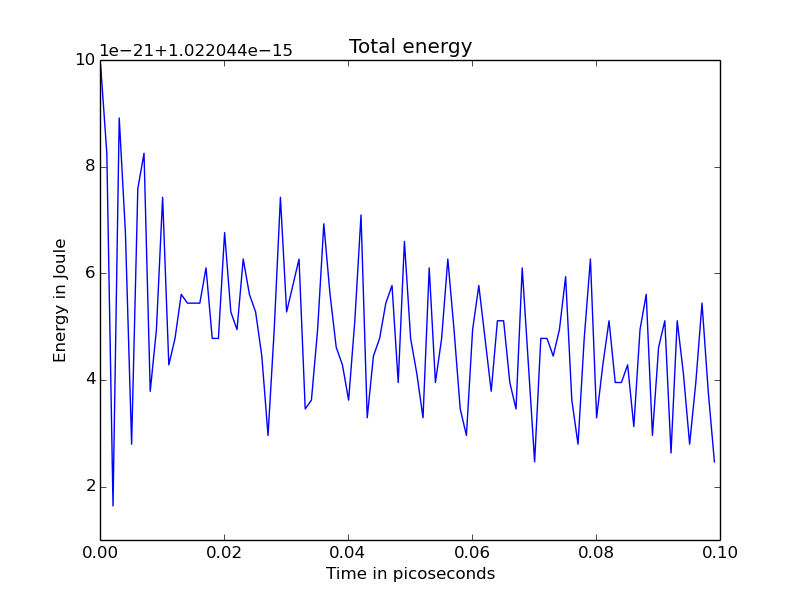 Total energy
1e−21+1.022044e−15
10
8
6
4
2
Energy in Joule
0.00 0.02 0.04 0.06 0.08 0.10
Time in picoseconds